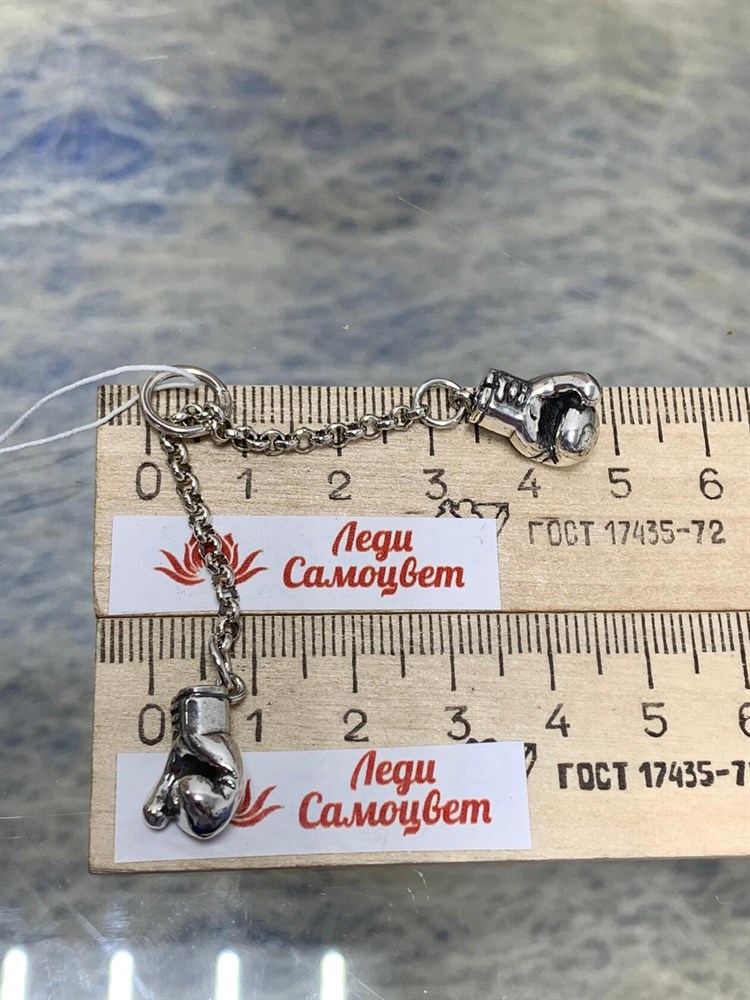 0 1 2 3 4 5 6
ГОСТ 17435-72
Леди
Самоцвет
0 1 2 3 4 5
ГОСТ 17435-7
Леди
Самоцвет